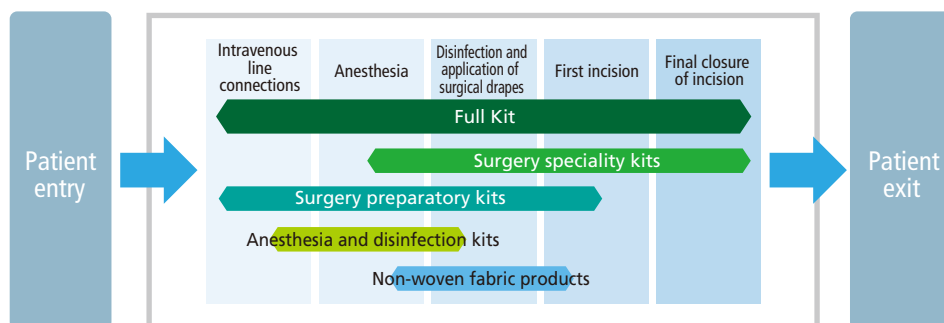 Patient
entry
Intravenous
line
connections
Anesthesia
Disinfection and
application of
surgical drapes
First incision
Final closure
of incision
Full Kit
Surgery speciality kits
Surgery preparatory kits
Anesthesia and disinfection kits
Non-woven fabric products
Patient
exit